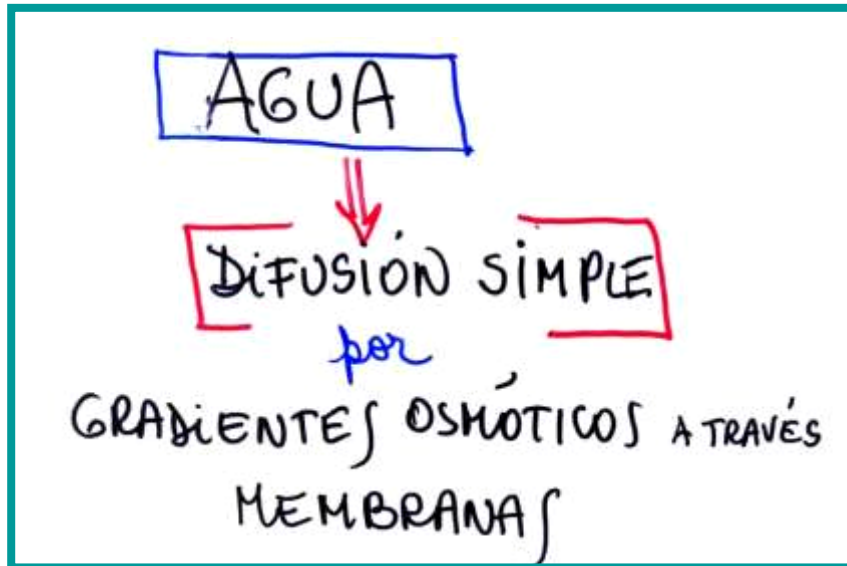 AGUA
DiFUSIÓN SiMPLE
por
GRADiENTES OSMÓTICOS A TRAVÉS
MEMBRANAS